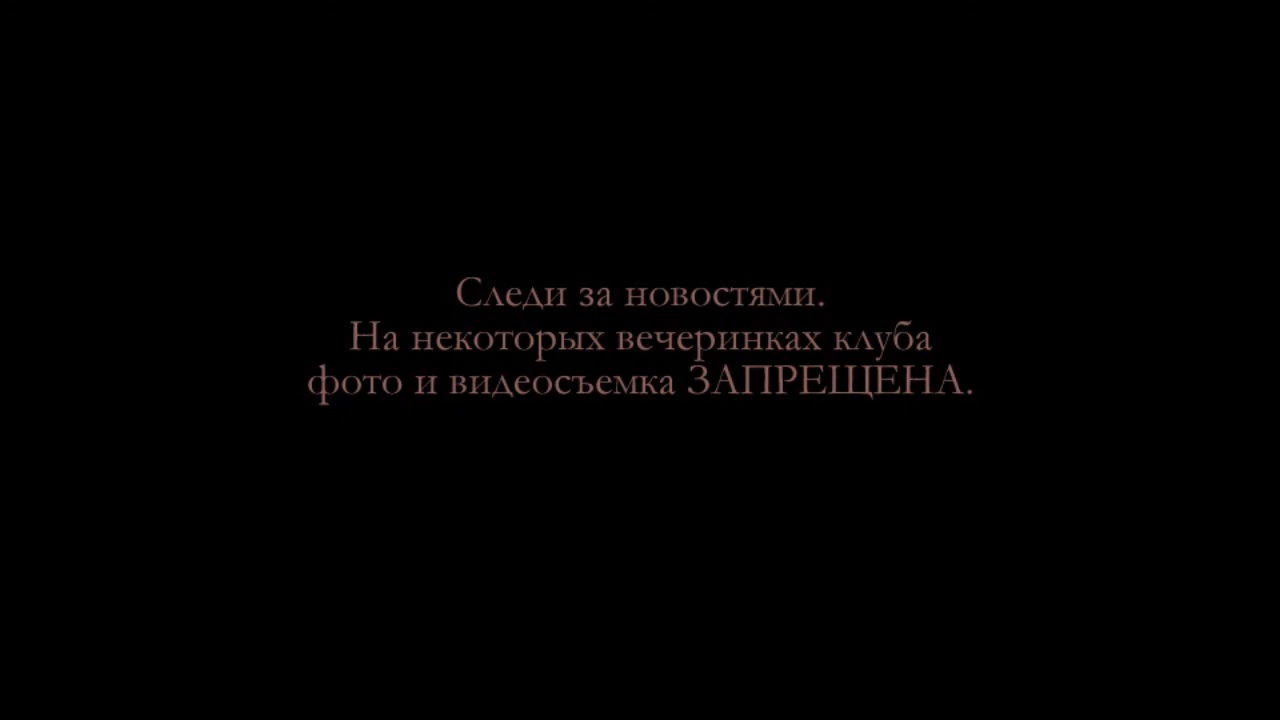 Следи за новостями.
На некоторых вечеринках клуба
фото и видеосъемка ЗАПРЕЩЕНА.